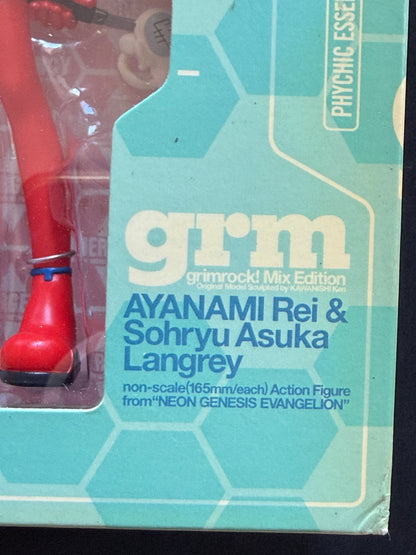 PHYCHIC ESSE
grm
grimrock! Mix Edition
Original Model Sculpted by KAWANISHI Ken
AYANAMI Rei &
Sohryu Asuka
Langrey
non-scale(165mm/each) Action Figure
from "NEON GENESIS EVANGELION"